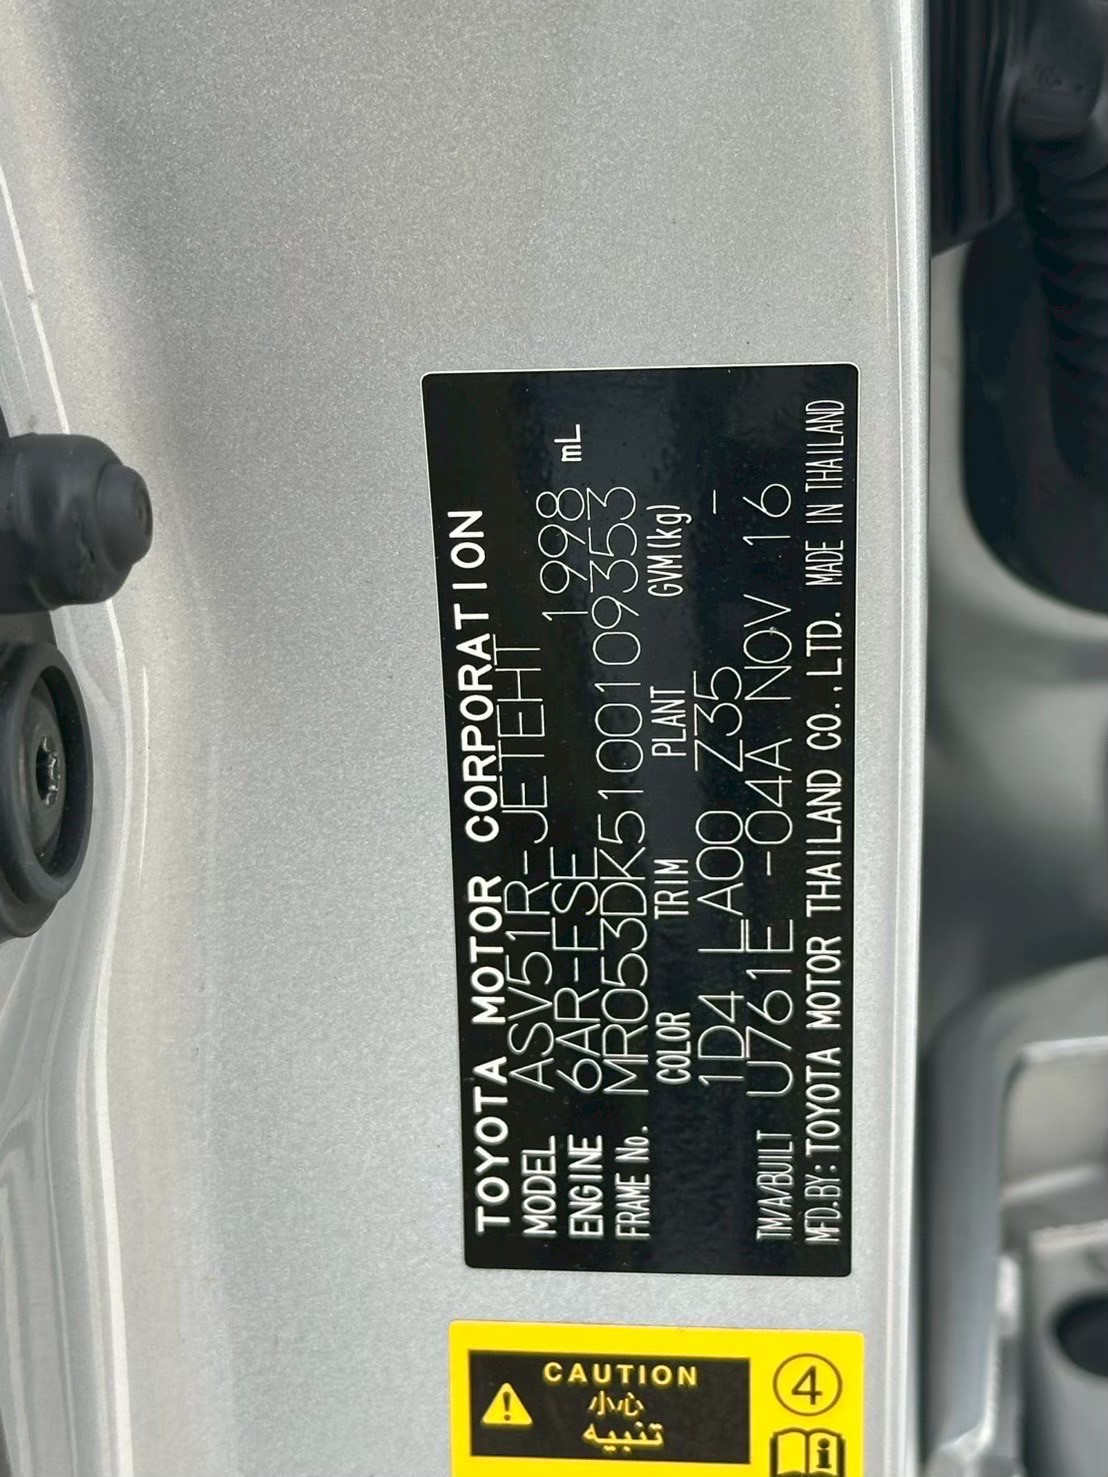 TOYOTA MOTOR CORPORATION
MODEL ASV51R-JETEHT
ENGINE 6AR-FSE 1998 mL
FRAME No. MR053DK5100109353
COLOR TRIM PLANT GVM(kg)
1D4 LA00 Z35 -
TM/A/BUILT U761E -04A NOV 16
MFD.BY: TOYOTA MOTOR THAILAND CO.,LTD. MADE IN THAILAND
CAUTION
小心
تنبيه
4
i